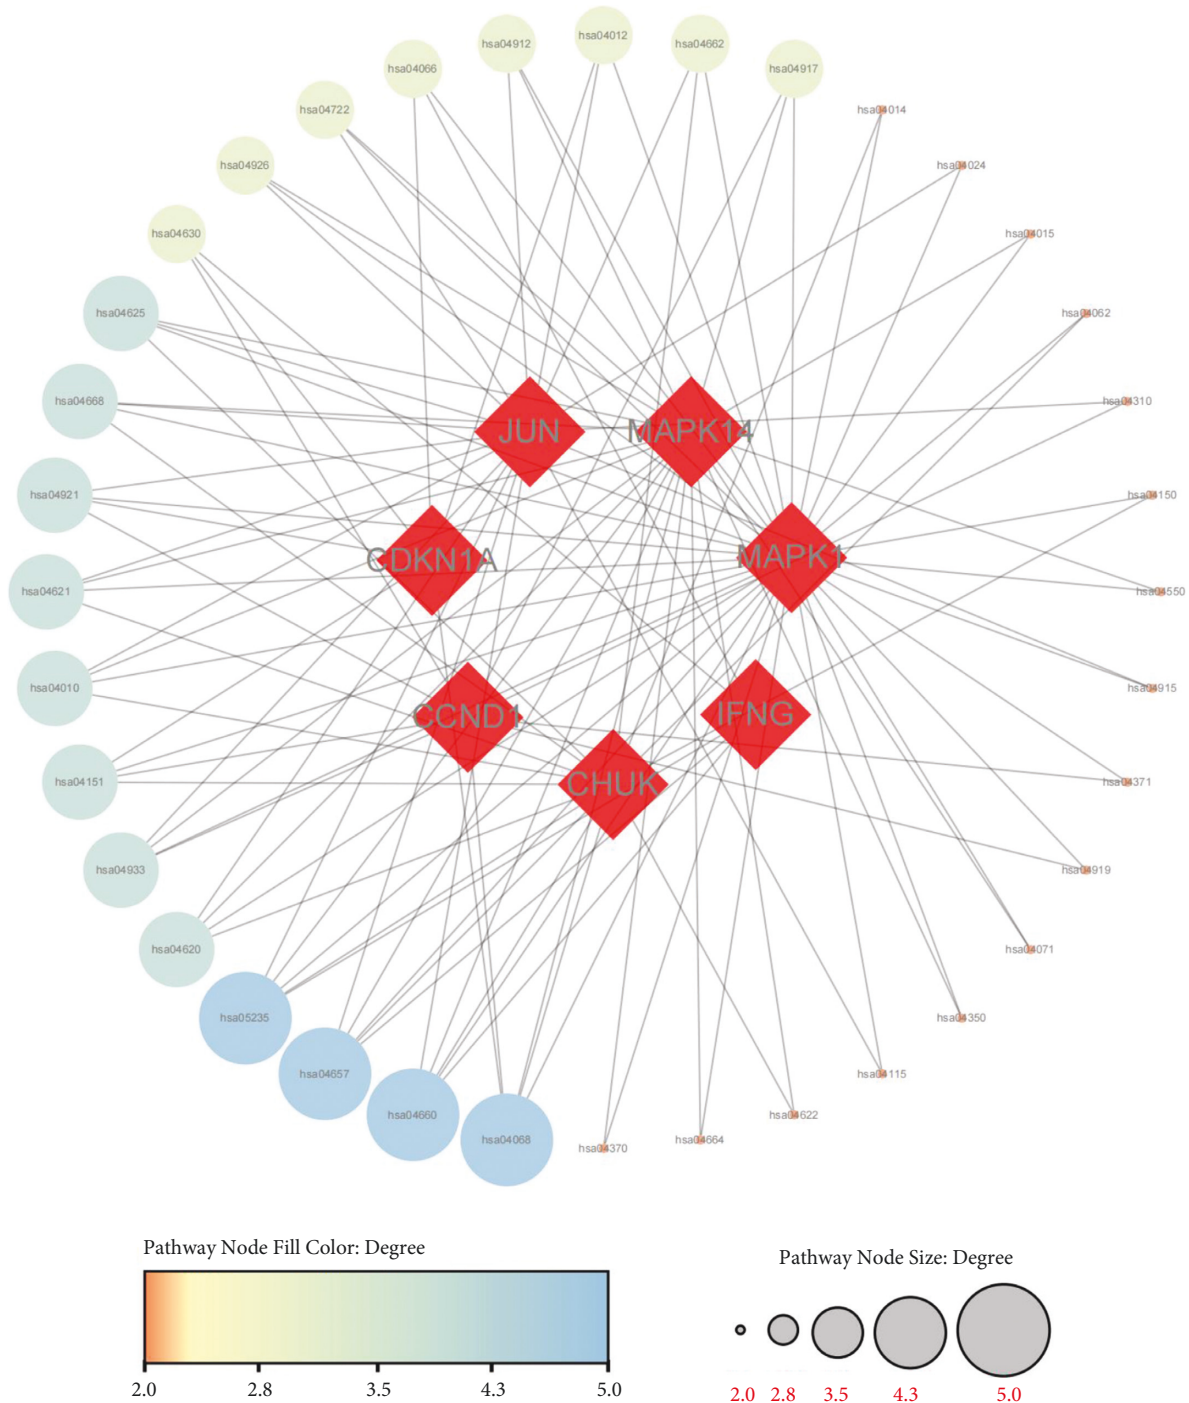 hsa04912
hsa04012
hsa04662
hsa04066
hsa04917
hsa04722
hsa04014
hsa04926
hsa04024
hsa04630
hsa04015
hsa04625
hsa04062
hsa04668
hsa04310
JUN
MAPK14
hsa04921
hsa04150
CDKN1A
MAPK1
hsa04621
hsa04550
hsa04010
hsa04915
CCND1
IFNG
hsa04151
CHUK
hsa04371
hsa04933
hsa04919
hsa04620
hsa04071
hsa05235
hsa04350
hsa04657
hsa04115
hsa04660
hsa04622
hsa04068
hsa04664
hsa04370
Pathway Node Fill Color: Degree
2.0 2.8 3.5 4.3 5.0
Pathway Node Size: Degree
2.0 2.8 3.5 4.3 5.0